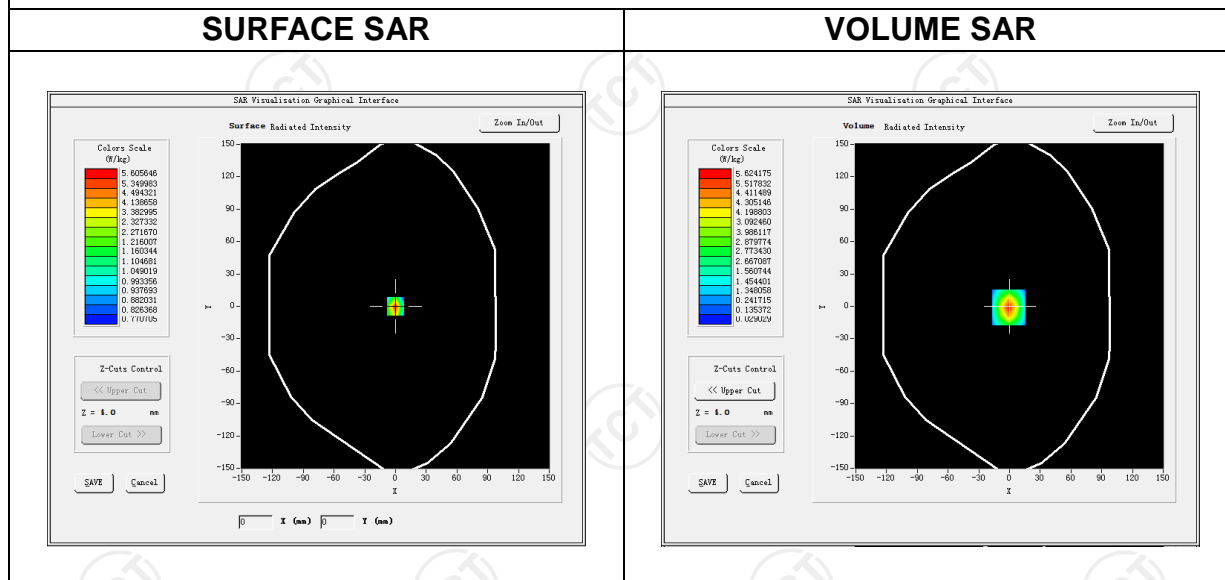 SURFACE SAR
VOLUME SAR
SAR Visualisation Graphical Interface
Surface Radiated Intensity
Zoom In/Out
Colors Scale
(W/kg)
5.605646
5.349983
4.494321
4.138658
3.382995
2.327332
2.271670
1.216007
1.160344
1.104681
1.049019
0.993356
0.937693
0.882031
0.826368
0.770705
Z-Cuts Control
<< Upper Cut
Z = mm
Lower Cut >>
SAVE
Cancel
150
120
90
60
30
0
-30
-60
-90
-120
-150
Y
-150 -120 -90 -60 -30 0 30 60 90 120 150
X
0 X (mm) 0 Y (mm)
SAR Visualisation Graphical Interface
Volume Radiated Intensity
Zoom In/Out
Colors Scale
(W/kg)
5.624175
5.517832
4.411489
4.305146
4.198803
3.092460
3.986117
2.879774
2.773430
2.667087
1.560744
1.454401
1.348058
0.241715
0.135372
0.029029
Z-Cuts Control
<< Upper Cut
Z = mm
Lower Cut >>
SAVE
Cancel
150
120
90
60
30
0
-30
-60
-90
-120
-150
Y
-150 -120 -90 -60 -30 0 30 60 90 120 150
X
TCT
TCT
TCT
TCT